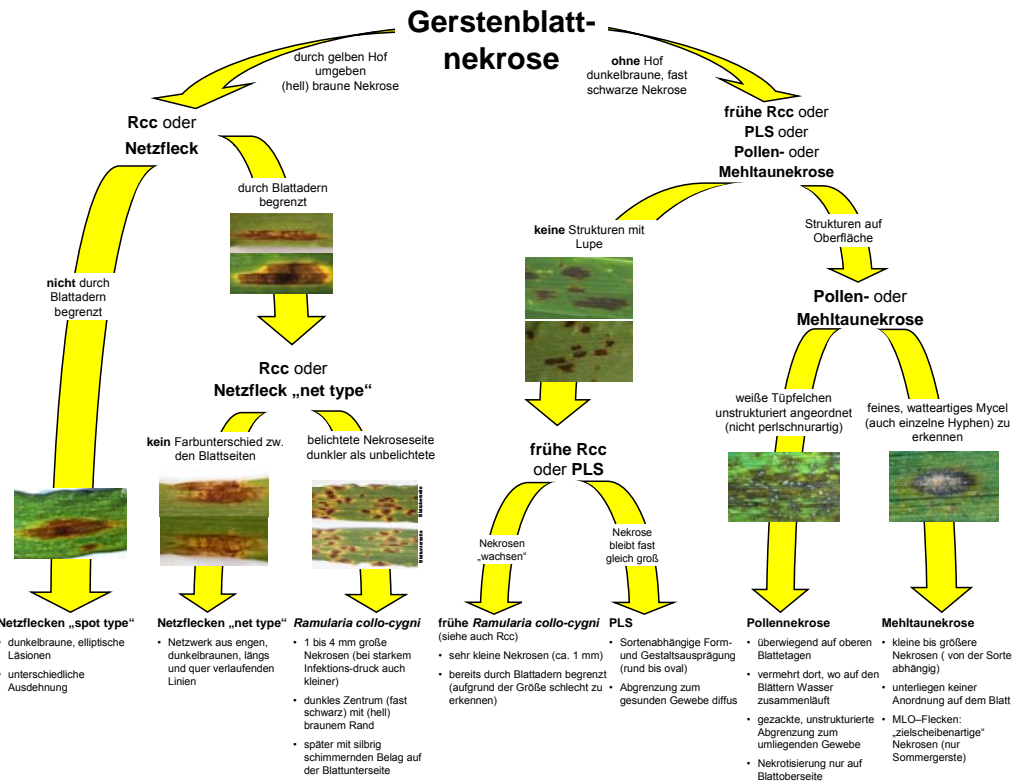 Gerstenblatt-
nekrose
durch gelben Hof
umgeben
(hell) braune Nekrose
ohne Hof
dunkelbraune, fast
schwarze Nekrose
Rcc oder
Netzfleck
frühe Rcc oder
PLS oder
Pollen- oder
Mehltaunekrose
durch Blattadern
begrenzt
nicht durch
Blattadern
begrenzt
keine Strukturen mit
Lupe
Strukturen auf
Oberfläche
Pollen- oder
Mehltaunekrose
Rcc oder
Netzfleck „net type“
kein Farbunterschied zw.
den Blattseiten
belichtete Nekroseseite
dunkler als unbelichtete
Blattoberseite
Blattunterseite
frühe Rcc
oder PLS
weiße Tüpfelchen
unstrukturiert angeordnet
(nicht perlschnurartig)
feines, watteartiges Mycel
(auch einzelne Hyphen) zu
erkennen
Nekrosen
„wachsen“
Nekrose
bleibt fast
gleich groß
Netzflecken „spot type“
• dunkelbraune, elliptische
Läsionen
• unterschiedliche
Ausdehnung
Netzflecken „net type“
• Netzwerk aus engen,
dunkelbraunen, längs
und quer verlaufenden
Linien
Ramularia collo-cygni
• 1 bis 4 mm große
Nekrosen (bei starkem
Infektions-druck auch
kleiner)
• dunkles Zentrum (fast
schwarz) mit (hell)
braunem Rand
• später mit silbrig
schimmernden Belag auf
der Blattunterseite
frühe Ramularia collo-cygni
(siehe auch Rcc)
• sehr kleine Nekrosen (ca. 1 mm)
• bereits durch Blattadern begrenzt
(aufgrund der Größe schlecht zu
erkennen)
PLS
• Sortenabhängige Form-
und Gestaltsausprägung
(rund bis oval)
• Abgrenzung zum
gesunden Gewebe diffus
Pollennekrose
• überwiegend auf oberen
Blattetagen
• vermehrt dort, wo auf den
Blättern Wasser
zusammenläuft
• gezackte, unstrukturierte
Abgrenzung zum
umliegenden Gewebe
• Nekrotisierung nur auf
Blattoberseite
Mehltaunekrose
• kleine bis größere
Nekrosen ( von der Sorte
abhängig)
• unterliegen keiner
Anordnung auf dem Blatt
• MLO–Flecken:
„zielscheibenartige“
Nekrosen (nur
Sommergerste)